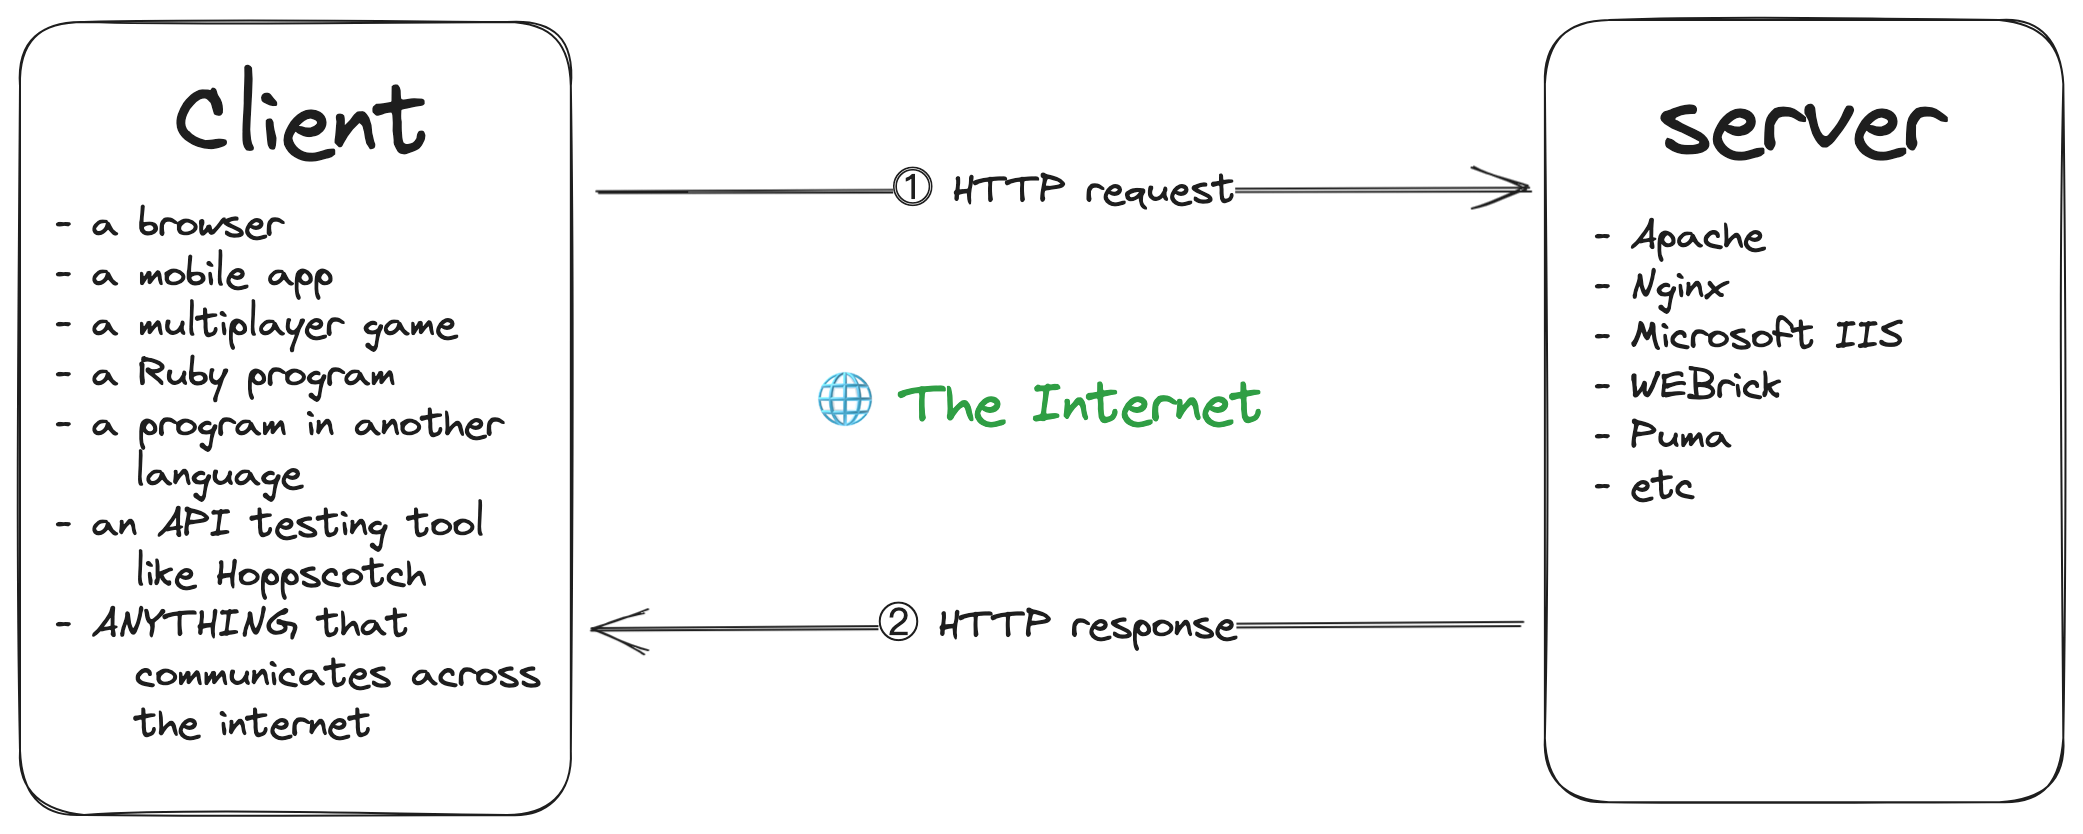 Client
- a browser
- a mobile app
- a multiplayer game
- a Ruby program
- a program in another
language
- an API testing tool
like Hoppscotch
- ANYTHING that
communicates across
the internet
① HTTP request
🌐 The Internet
② HTTP response
server
- Apache
- Nginx
- Microsoft IIS
- WEBrick
- Puma
- etc